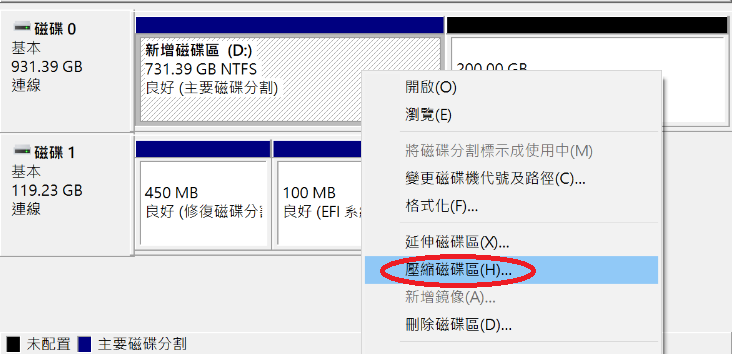 磁碟 0
基本
931.39 GB
連線
新增磁碟區 (D:)
731.39 GB NTFS
良好 (主要磁碟分割)
200.00 GB
磁碟 1
基本
119.23 GB
連線
450 MB
良好 (修復磁碟分割
100 MB
良好 (EFI 系
開啟(O)
瀏覽(E)
將磁碟分割標示成使用中(M)
變更磁碟機代號及路徑(C)...
格式化(F)...
延伸磁碟區(X)...
壓縮磁碟區(H)...
新增鏡像(A)...
刪除磁碟區(D)...
未配置 主要磁碟分割